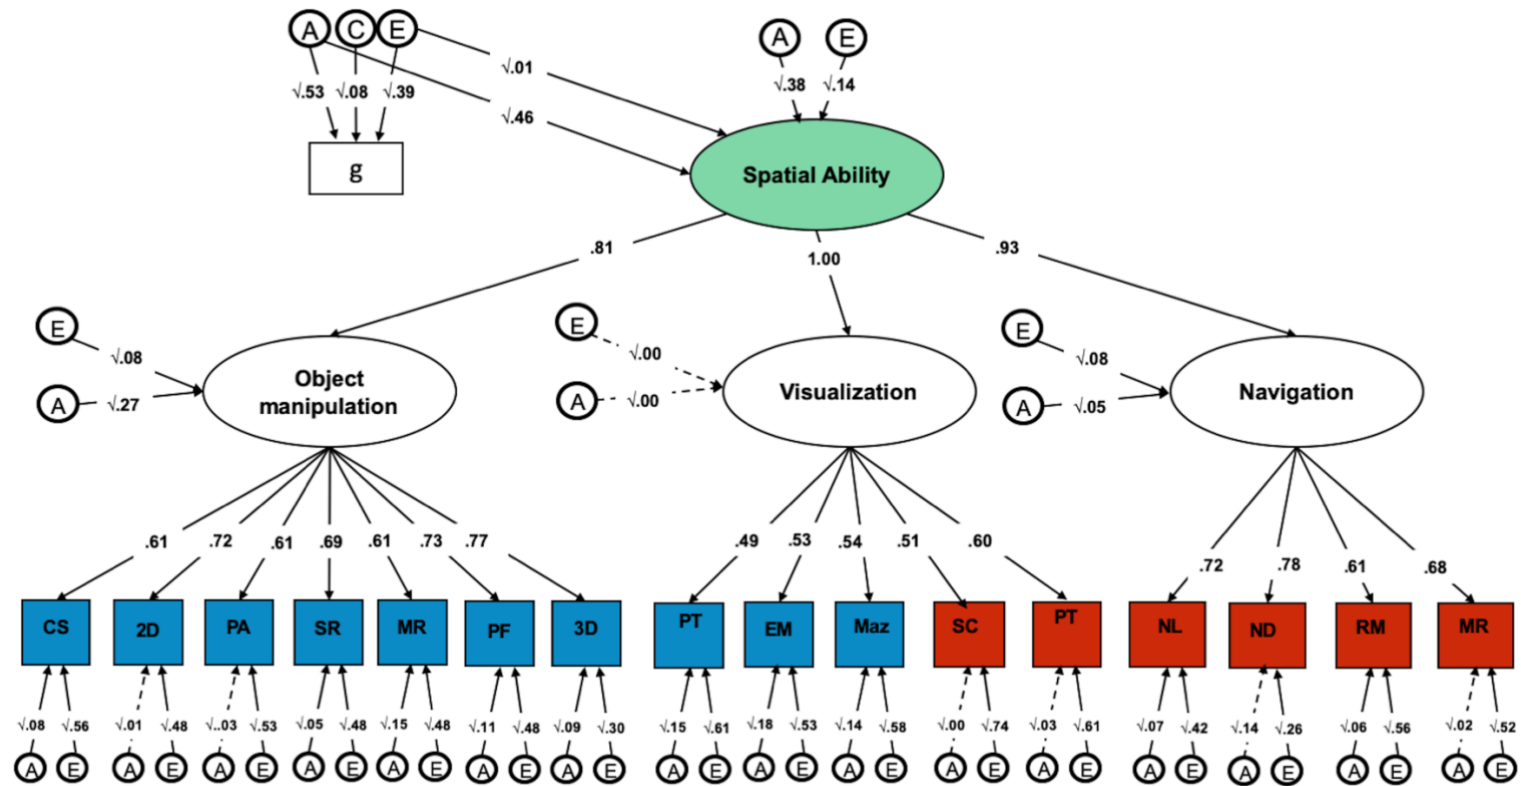 A C E A E
√.01
√.53 √.08 √.39 √.38 √.14
√.46
g
Spatial Ability
.81 1.00 .93
E E E
√.08 √.00 √.08
A √.27 A √.00 A √.05
Object
manipulation
Visualization
Navigation
.61 .72 .61 .69 .61 .73 .77 .49 .53 .54 .51 .60 .72 .78 .61 .68
CS 2D PA SR MR PF 3D PT EM Maz SC PT NL ND RM MR
√.08 √.56 √.01 √.48 √..03 √.53 √.05 √.48 √.15 √.48 √.11 √.48 √.09 √.30 √.15 √.61 √.18 √.53 √.14 √.58 √.00 √.74 √.03 √.61 √.07 √.42 √.14 √.26 √.06 √.56 √.02 √.52
A E A E A E A E A E A E A E A E A E A E A E A E A E A E A E A E